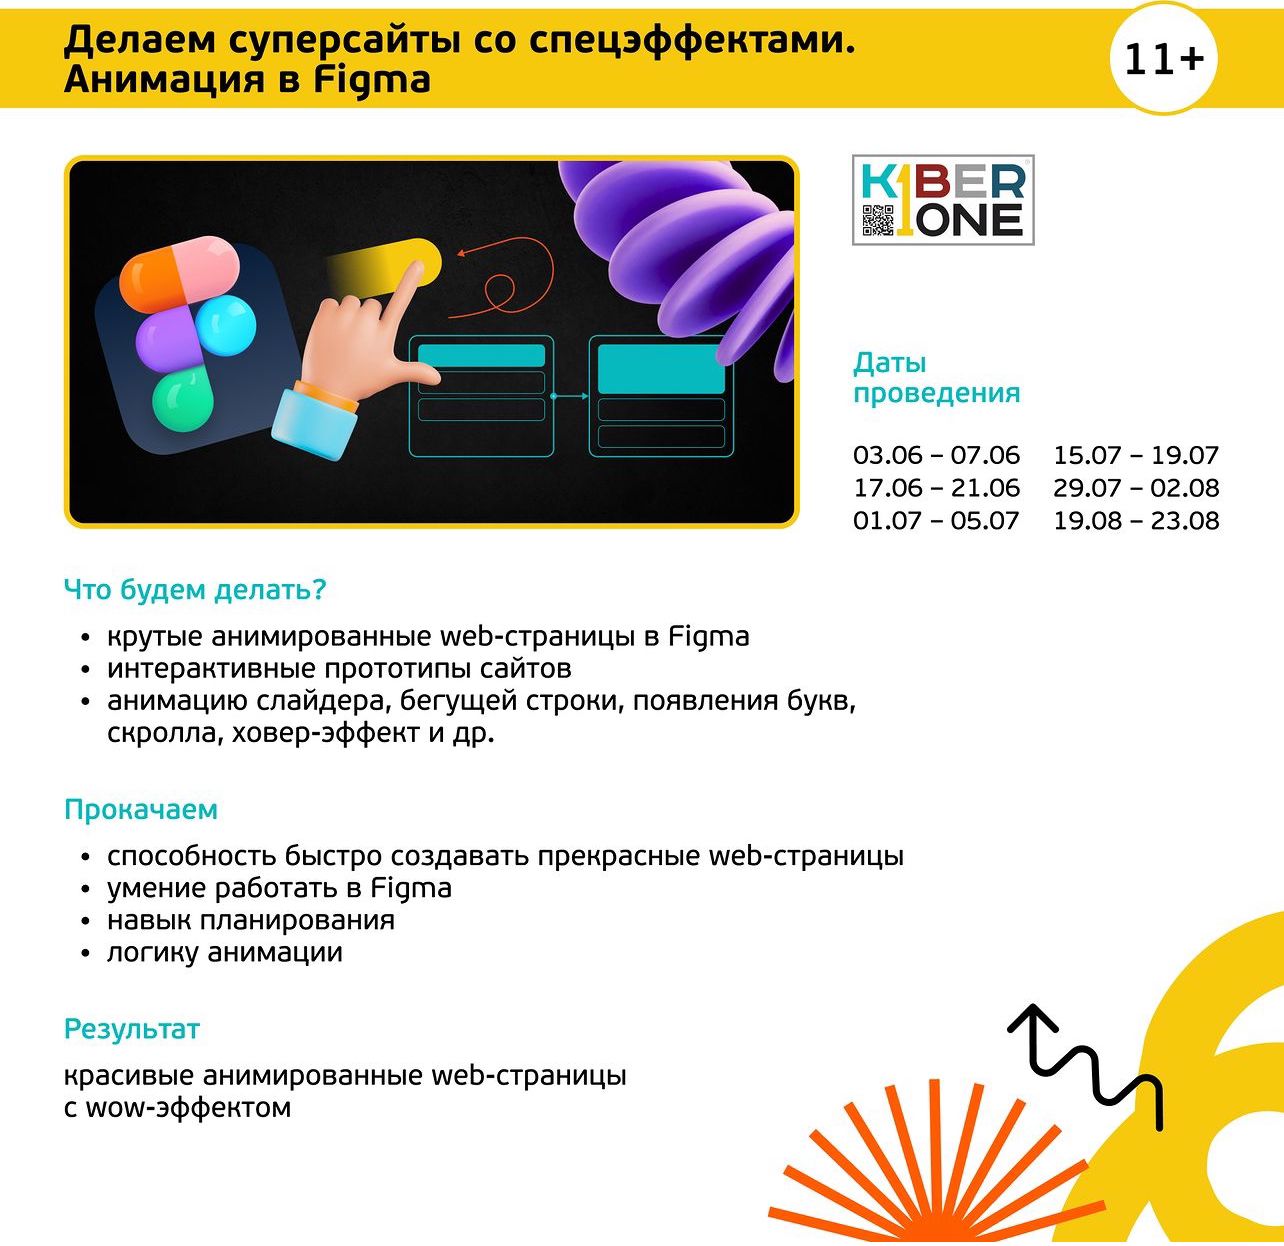 Делаем суперсайты со спецэффектами.
Анимация в Figma
11+
K1BER
ONE
Даты
проведения
03.06 – 07.06
17.06 – 21.06
01.07 – 05.07
15.07 – 19.07
29.07 – 02.08
19.08 – 23.08
Что будем делать?
• крутые анимированные web-страницы в Figma
• интерактивные прототипы сайтов
• анимацию слайдера, бегущей строки, появления букв,
скролла, ховер-эффект и др.
Прокачаем
• способность быстро создавать прекрасные web-страницы
• умение работать в Figma
• навык планирования
• логику анимации
Результат
красивые анимированные web-страницы
с wow-эффектом